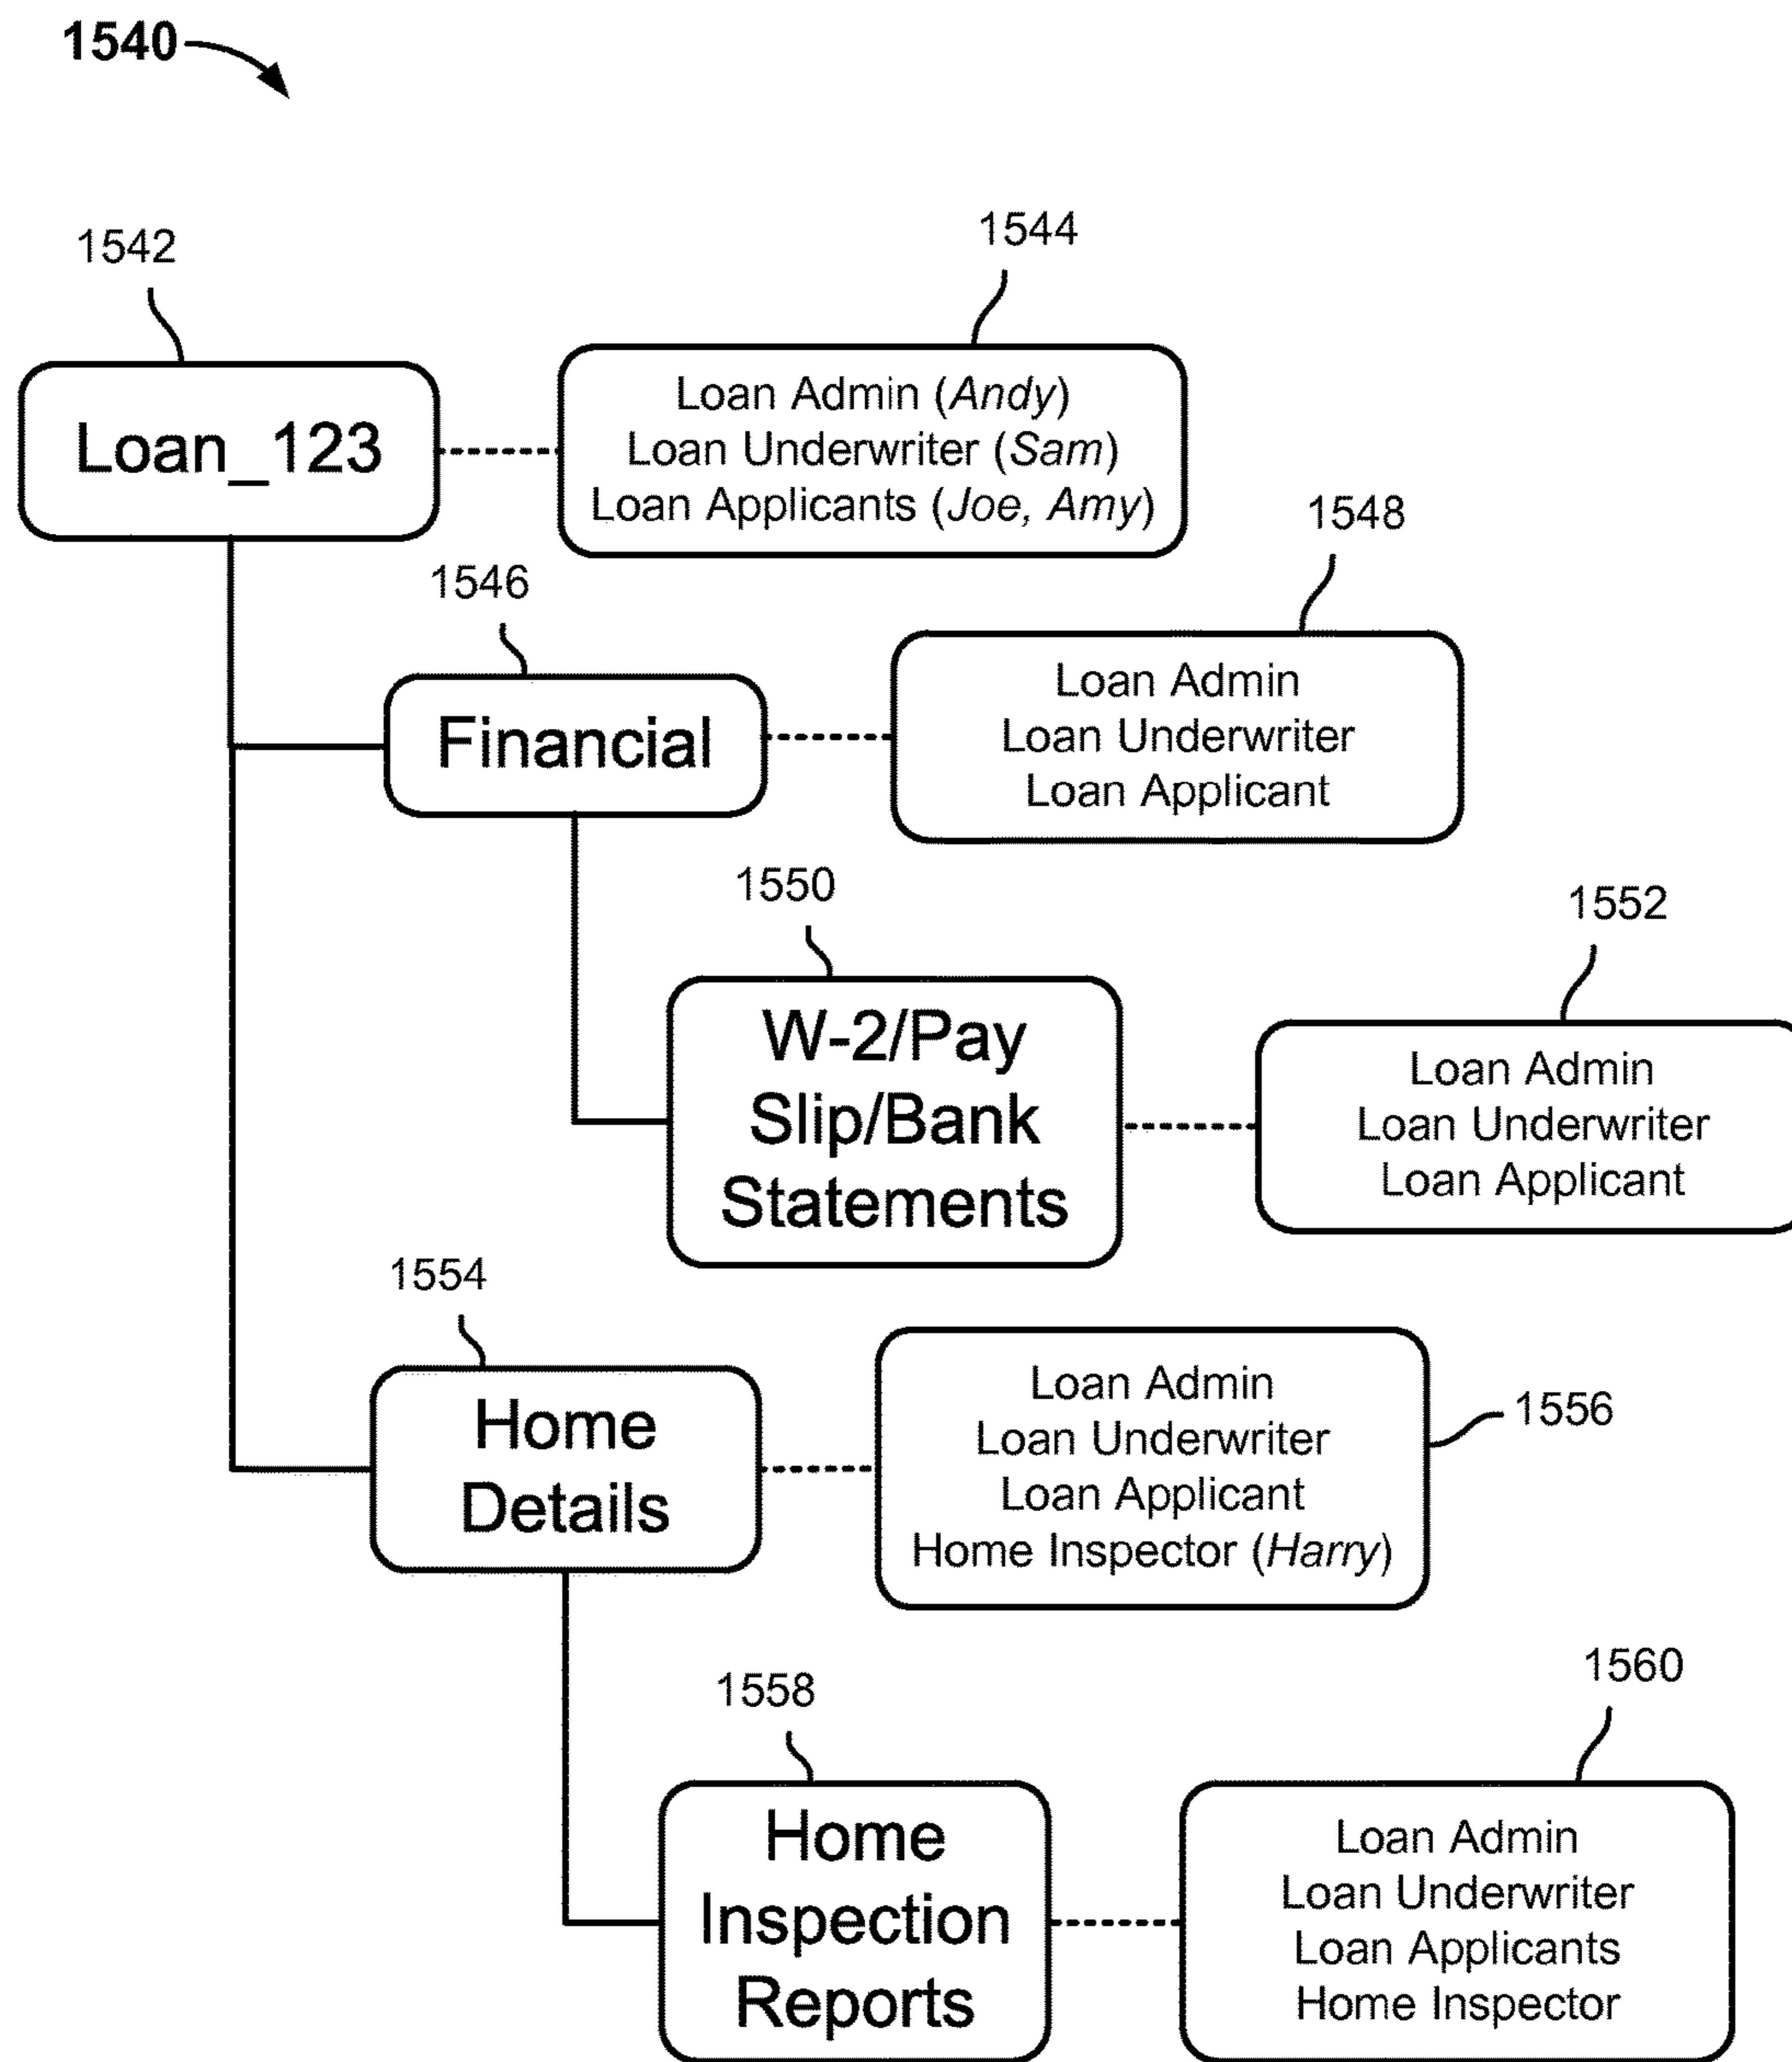 1540
1542
1544
Loan_123
Loan Admin (Andy)
Loan Underwriter (Sam)
Loan Applicants (Joe, Amy)
1546
1548
Financial
Loan Admin
Loan Underwriter
Loan Applicant
1550
1552
W-2/Pay
Slip/Bank
Statements
Loan Admin
Loan Underwriter
Loan Applicant
1554
1556
Home
Details
Loan Admin
Loan Underwriter
Loan Applicant
Home Inspector (Harry)
1558
1560
Home
Inspection
Reports
Loan Admin
Loan Underwriter
Loan Applicants
Home Inspector